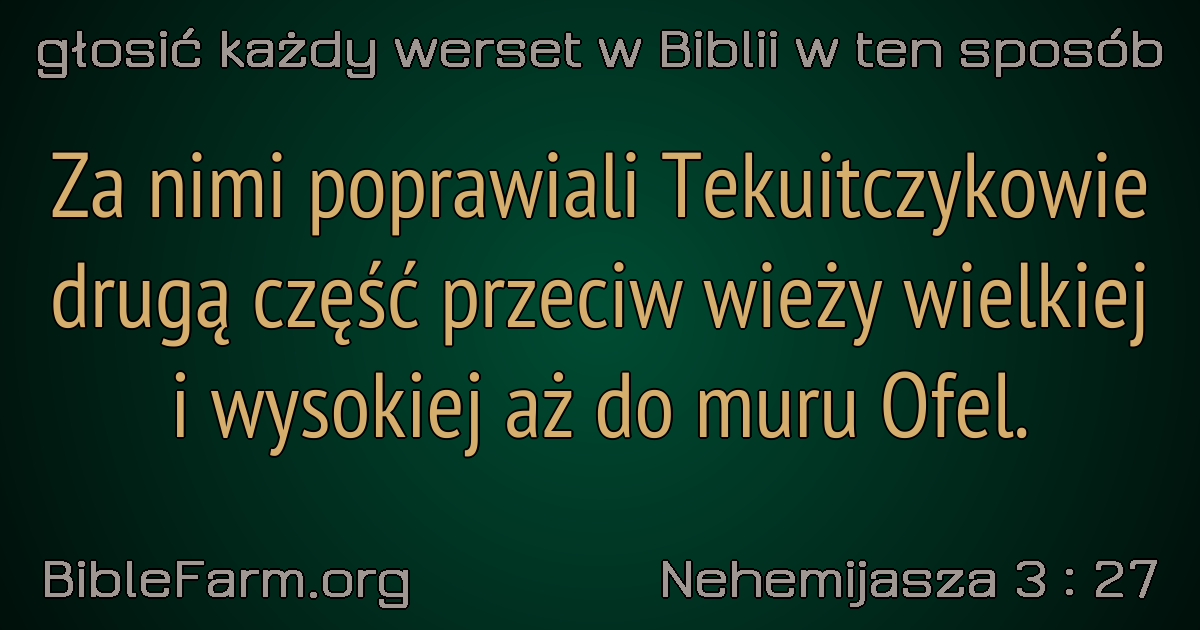 głosić każdy werset w Biblii w ten sposób
Za nimi poprawiali Tekuitczykowie
drugą część przeciw wieży wielkiej
i wysokiej aż do muru Ofel.
BibleFarm.org
Nehemijasza 3 : 27